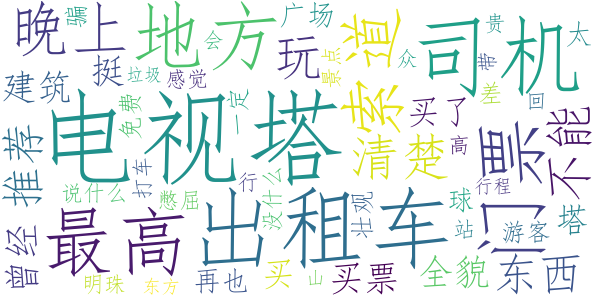 晚上
骗
地方
会
广场
玩
索道
景点
众
司机
贵
带
太
差
回
建筑
挺
垃圾
感觉
免费
一定
买了
高
门票
不能
推荐
电视塔
清楚
说什么
打车
憋屈
行
没什么
壮观
球
站
行程
游客
塔
曾经
最高
出租车
全貌
东西
明珠
东方
再也
买
山
买票